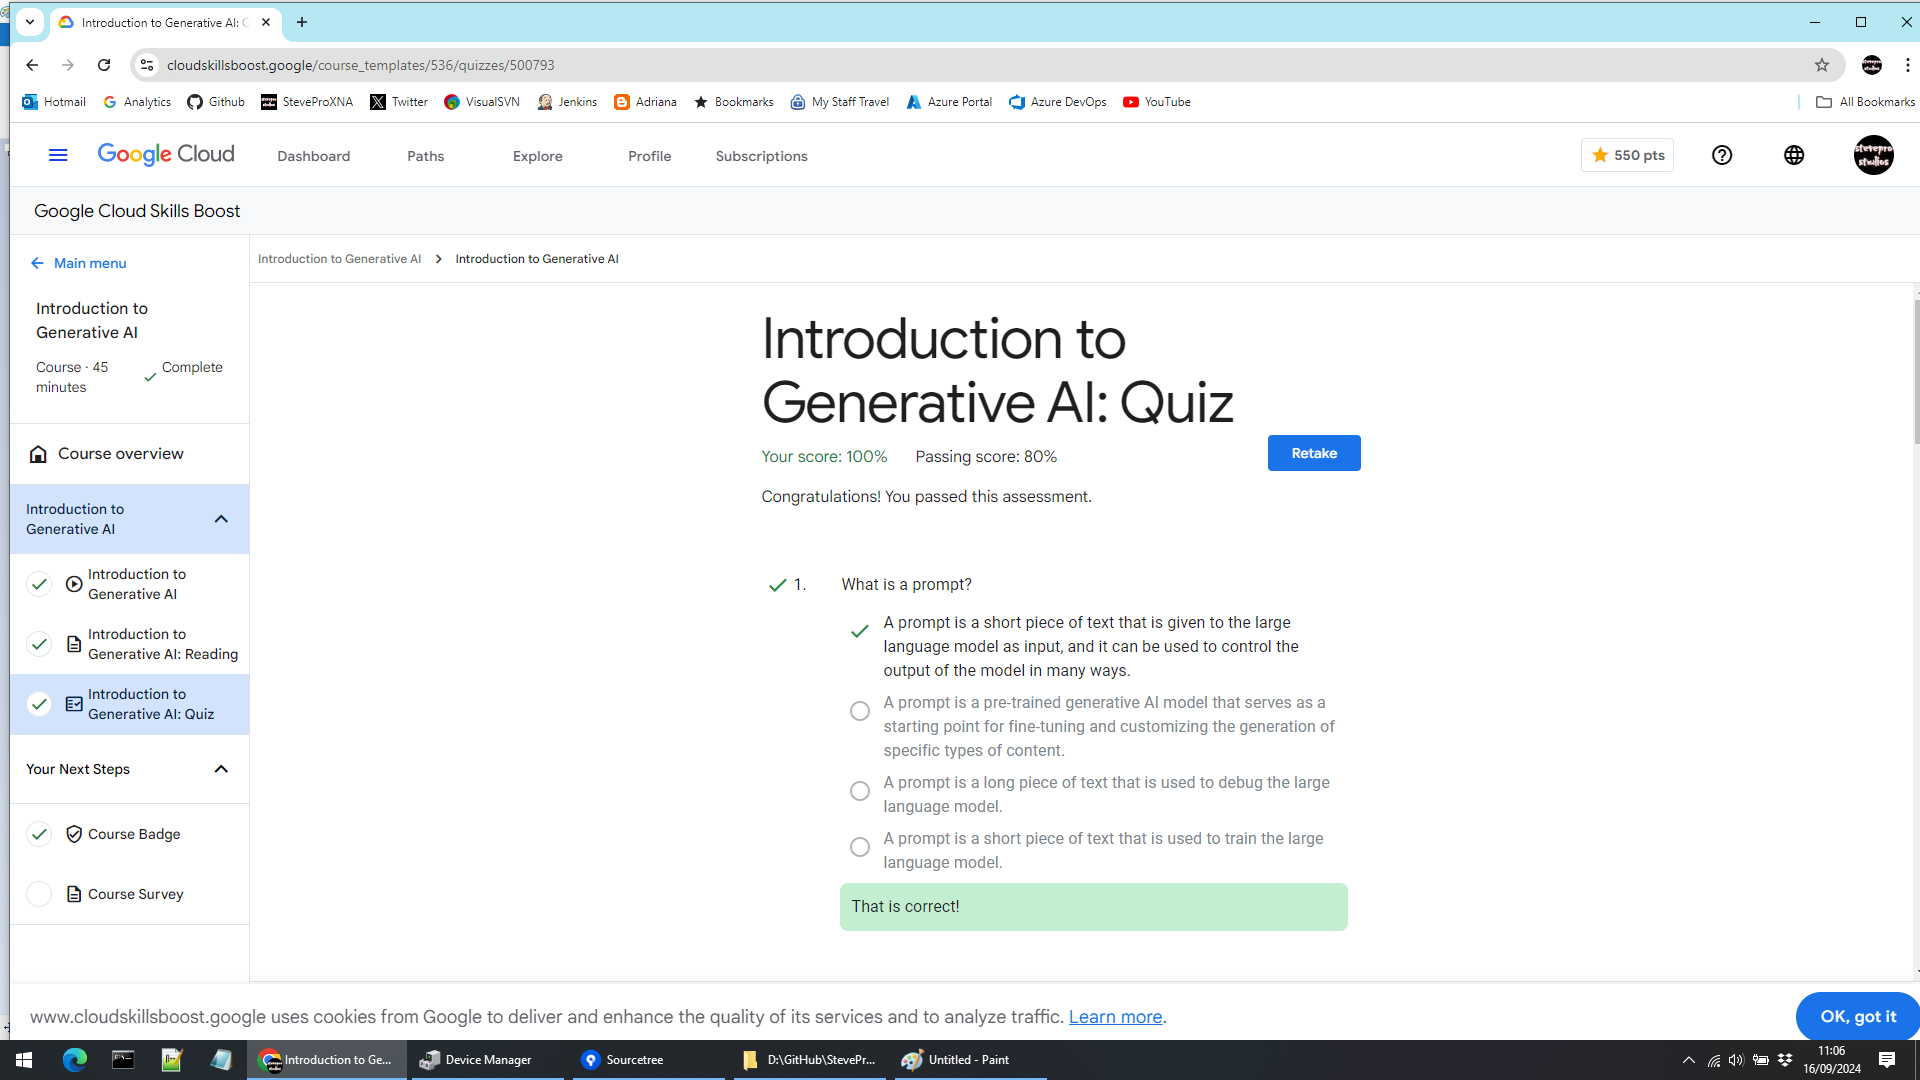 Introduction to Generative AI: C
cloudskillsboost.google/course_templates/536/quizzes/500793
Hotmail
Analytics
Github
SteveProXNA
Twitter
VisualSVN
Jenkins
Adriana
Bookmarks
My Staff Travel
Azure Portal
Azure DevOps
YouTube
All Bookmarks
Google Cloud
Dashboard
Paths
Explore
Profile
Subscriptions
550 pts
stevepro
studios
Google Cloud Skills Boost
Main menu
Introduction to
Generative AI
Course · 45
minutes
Complete
Course overview
Introduction to
Generative AI
Introduction to
Generative AI
Introduction to
Generative AI: Reading
Introduction to
Generative AI: Quiz
Your Next Steps
Course Badge
Course Survey
Introduction to Generative AI
Introduction to Generative AI
Introduction to
Generative AI: Quiz
Your score: 100%
Passing score: 80%
Retake
Congratulations! You passed this assessment.
1.
What is a prompt?
A prompt is a short piece of text that is given to the large
language model as input, and it can be used to control the
output of the model in many ways.
A prompt is a pre-trained generative AI model that serves as a
starting point for fine-tuning and customizing the generation of
specific types of content.
A prompt is a long piece of text that is used to debug the large
language model.
A prompt is a short piece of text that is used to train the large
language model.
That is correct!
www.cloudskillsboost.google uses cookies from Google to deliver and enhance the quality of its services and to analyze traffic. Learn more.
OK, got it
Introduction to Ge...
Device Manager
Sourcetree
D:\GitHub\StevePr...
Untitled - Paint
11:06
16/09/2024